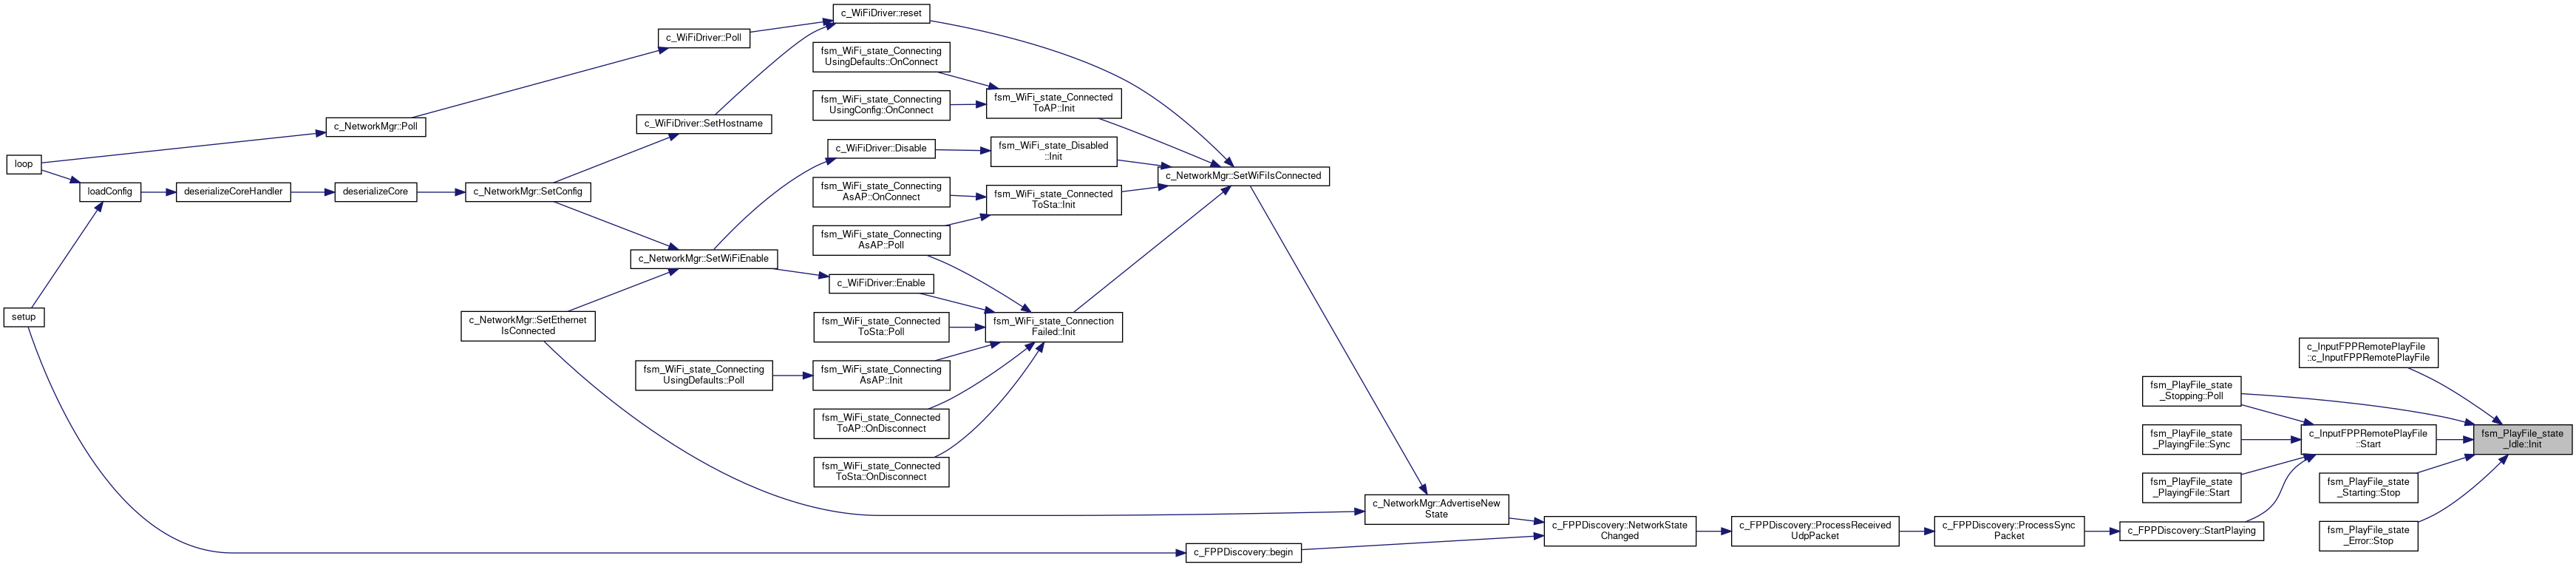 loop
setup
loadConfig
deserializeCoreHandler
deserializeCore
c_NetworkMgr::Poll
c_NetworkMgr::SetConfig
c_NetworkMgr::SetEthernet
IsConnected
c_WiFiDriver::Poll
c_WiFiDriver::SetHostname
c_NetworkMgr::SetWiFiEnable
fsm_WiFi_state_Connecting
UsingDefaults::Poll
c_WiFiDriver::reset
fsm_WiFi_state_Connecting
UsingDefaults::OnConnect
fsm_WiFi_state_Connecting
UsingConfig::OnConnect
c_WiFiDriver::Disable
fsm_WiFi_state_Connecting
AsAP::OnConnect
fsm_WiFi_state_Connecting
AsAP::Poll
c_WiFiDriver::Enable
fsm_WiFi_state_Connected
ToSta::Poll
fsm_WiFi_state_Connecting
AsAP::Init
fsm_WiFi_state_Connected
ToAP::OnDisconnect
fsm_WiFi_state_Connected
ToSta::OnDisconnect
fsm_WiFi_state_Connected
ToAP::Init
fsm_WiFi_state_Disabled
::Init
fsm_WiFi_state_Connected
ToSta::Init
fsm_WiFi_state_Connection
Failed::Init
c_NetworkMgr::SetWiFiIsConnected
c_FPPDiscovery::begin
c_NetworkMgr::AdvertiseNew
State
c_FPPDiscovery::NetworkState
Changed
c_FPPDiscovery::ProcessReceived
UdpPacket
c_FPPDiscovery::ProcessSync
Packet
c_FPPDiscovery::StartPlaying
fsm_PlayFile_state
_Stopping::Poll
fsm_PlayFile_state
_PlayingFile::Sync
fsm_PlayFile_state
_PlayingFile::Start
c_InputFPPRemotePlayFile
::c_InputFPPRemotePlayFile
c_InputFPPRemotePlayFile
::Start
fsm_PlayFile_state
_Starting::Stop
fsm_PlayFile_state
_Error::Stop
fsm_PlayFile_state
_Idle::Init